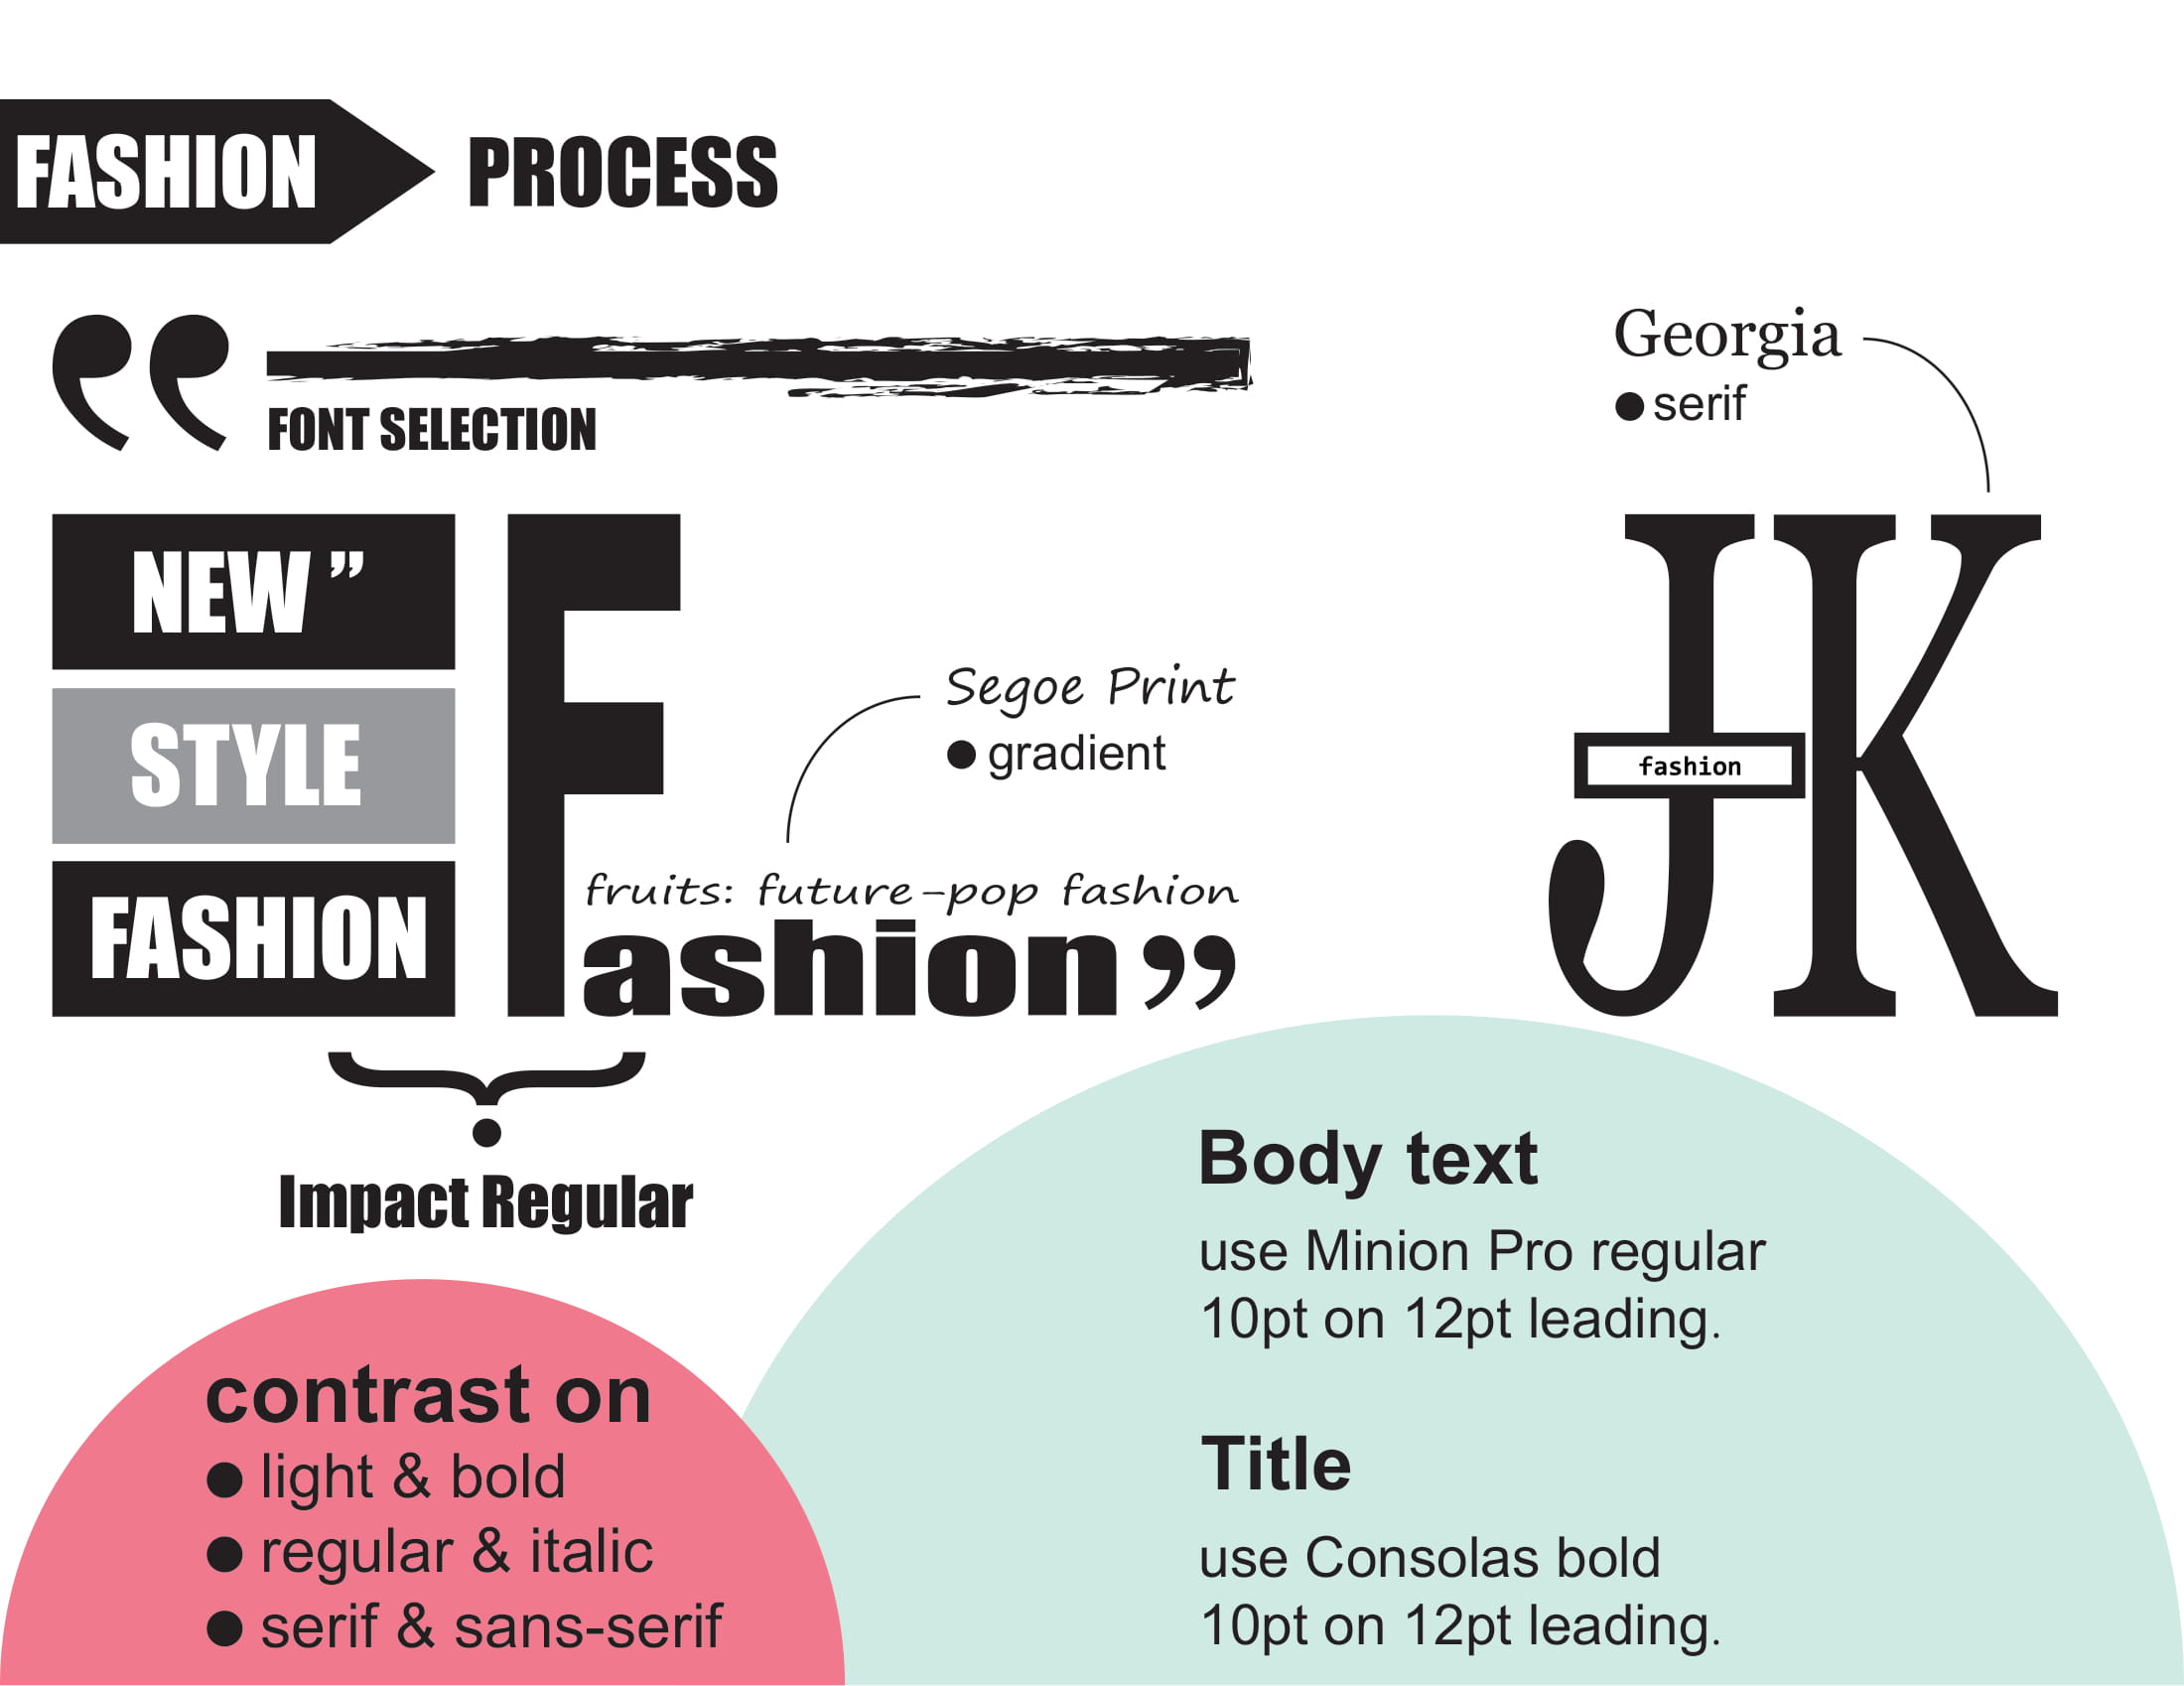 FASHION PROCESS
“
FONT SELECTION
Georgia
● serif
NEW ”
STYLE
FASHION
Segoe Print
● gradient
fruits: future-pop fashion
Fashion ”
JK
fashion
Impact Regular
Body text
use Minion Pro regular
10pt on 12pt leading.
Title
use Consolas bold
10pt on 12pt leading.
contrast on
● light & bold
● regular & italic
● serif & sans-serif